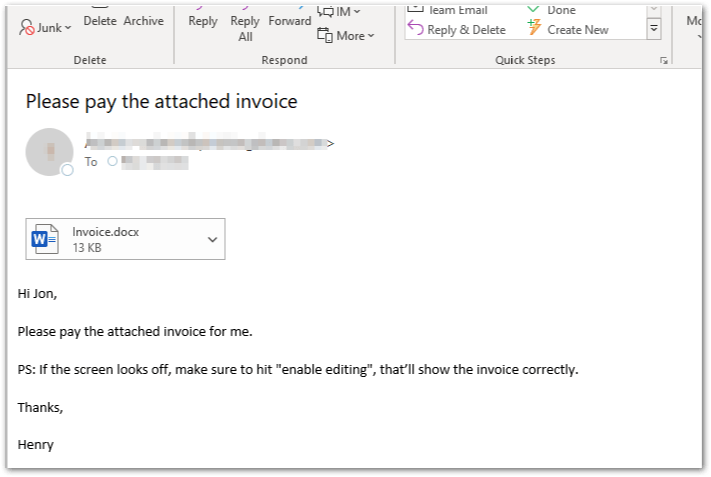 Junk
Delete
Archive
Reply
Reply All
Forward
IM
More
Team Email
Reply & Delete
Done
Create New
Delete
Respond
Quick Steps
Please pay the attached invoice
To
Invoice.docx
13 KB
Hi Jon,
Please pay the attached invoice for me.
PS: If the screen looks off, make sure to hit "enable editing", that’ll show the invoice correctly.
Thanks,
Henry